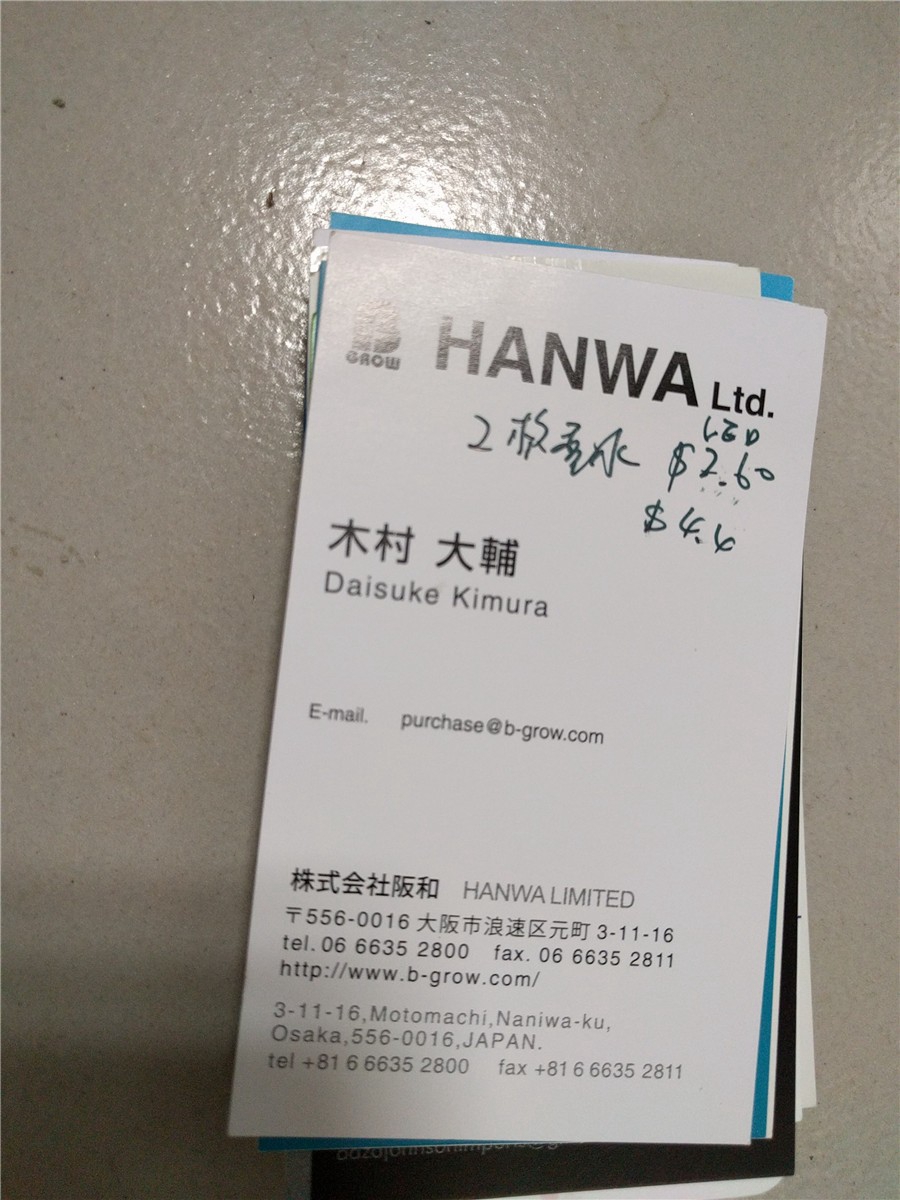 B
GROW
HANWA Ltd.
LED
2 $2.60
$4.4
木村 大輔
Daisuke Kimura
E-mail. purchase@b-grow.com
株式会社阪和 HANWA LIMITED
〒556-0016 大阪市浪速区元町 3-11-16
tel. 06 6635 2800 fax. 06 6635 2811
http://www.b-grow.com/
3-11-16,Motomachi,Naniwa-ku,
Osaka,556-0016,JAPAN.
tel +81 6 6635 2800 fax +81 6 6635 2811